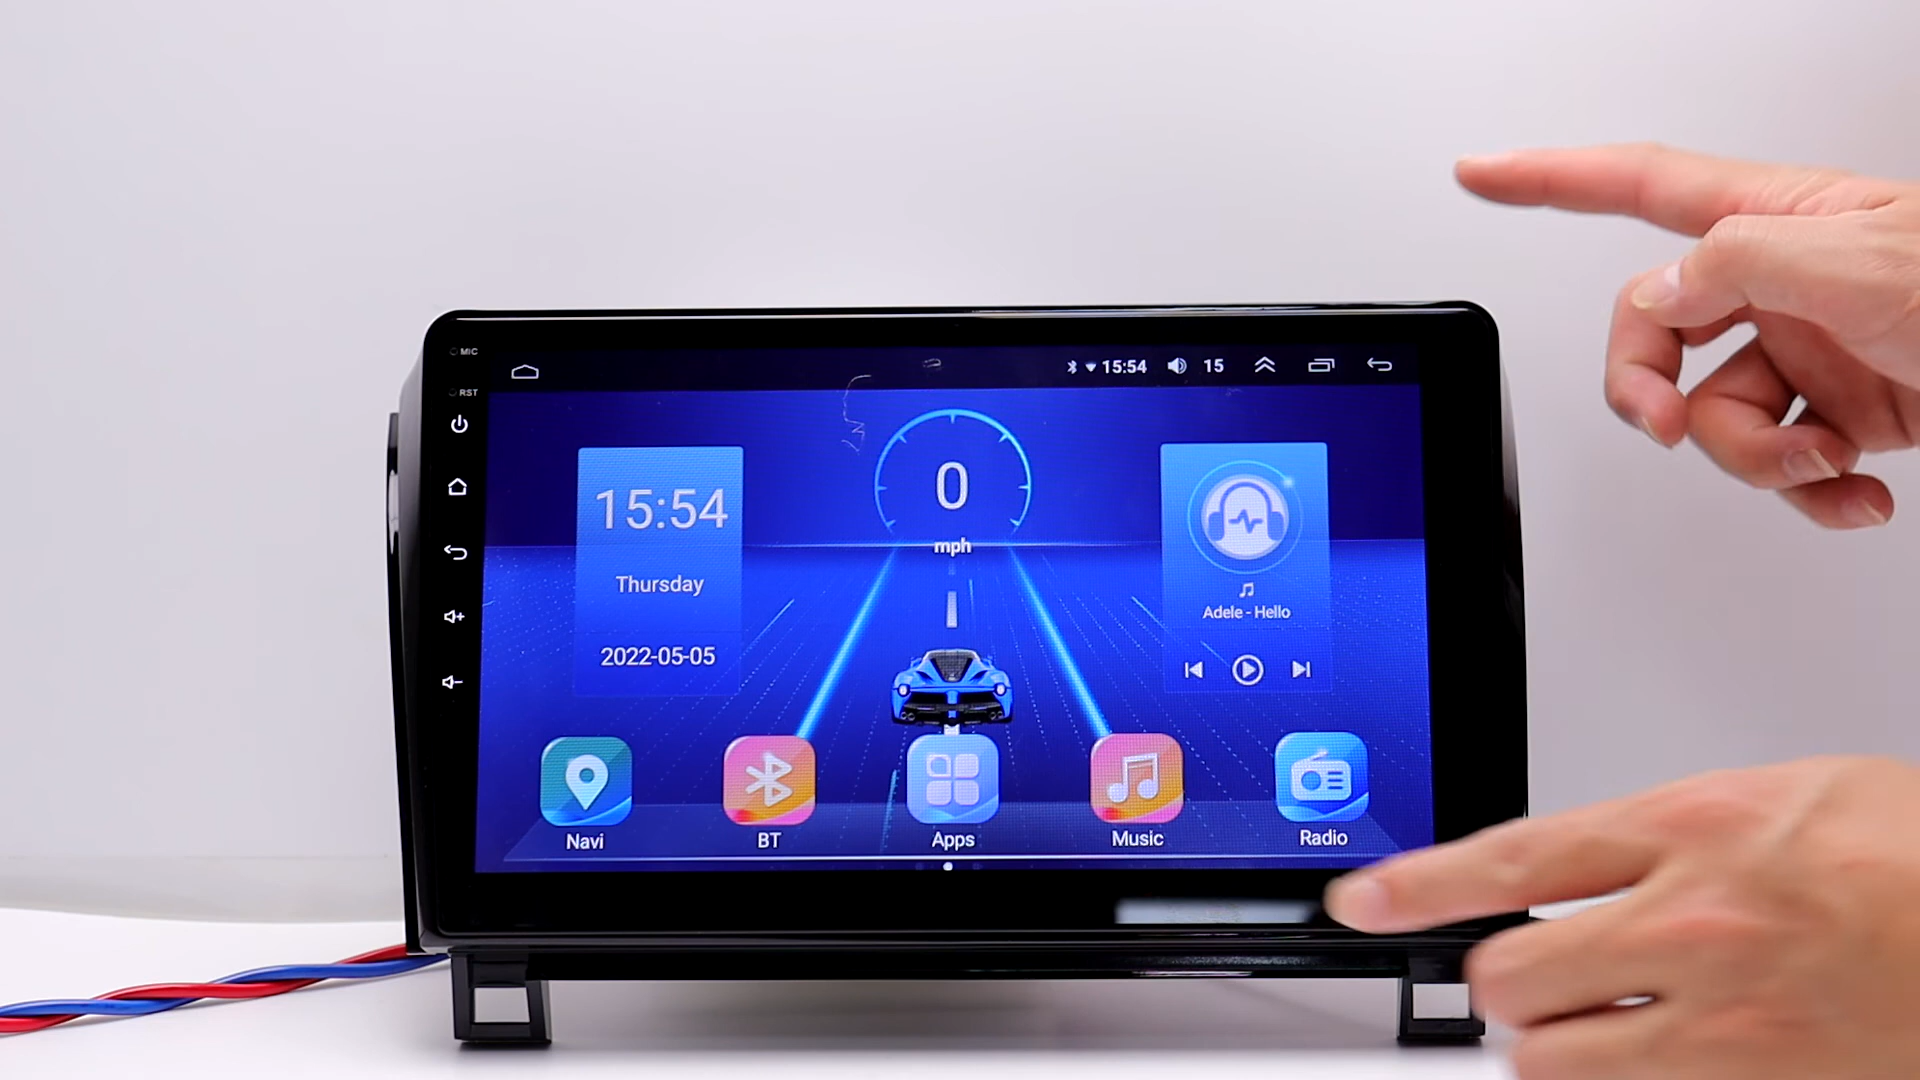 MIC
RST
15:54 15
15:54
Thursday
2022-05-05
0
mph
Adele - Hello
Navi
BT
Apps
Music
Radio